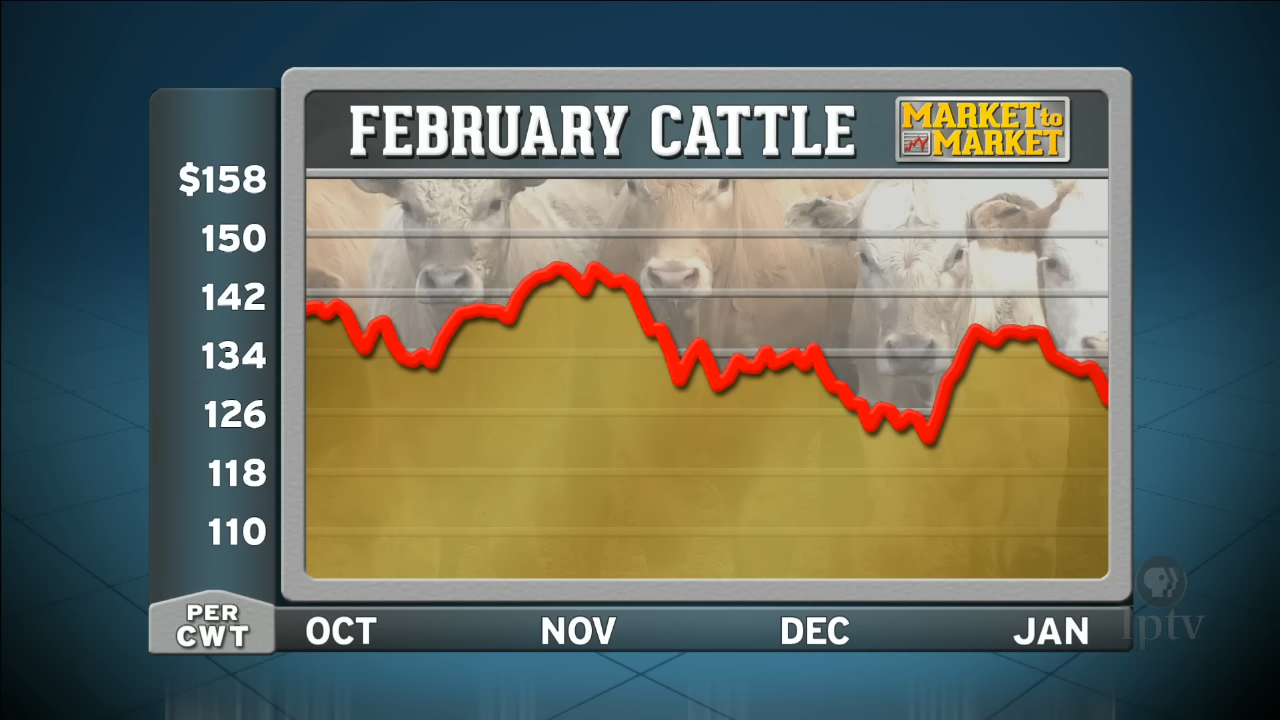 FEBRUARY CATTLE
MARKET to
MARKET
$158
150
142
134
126
118
110
PER
CWT
OCT NOV DEC JAN
iptv